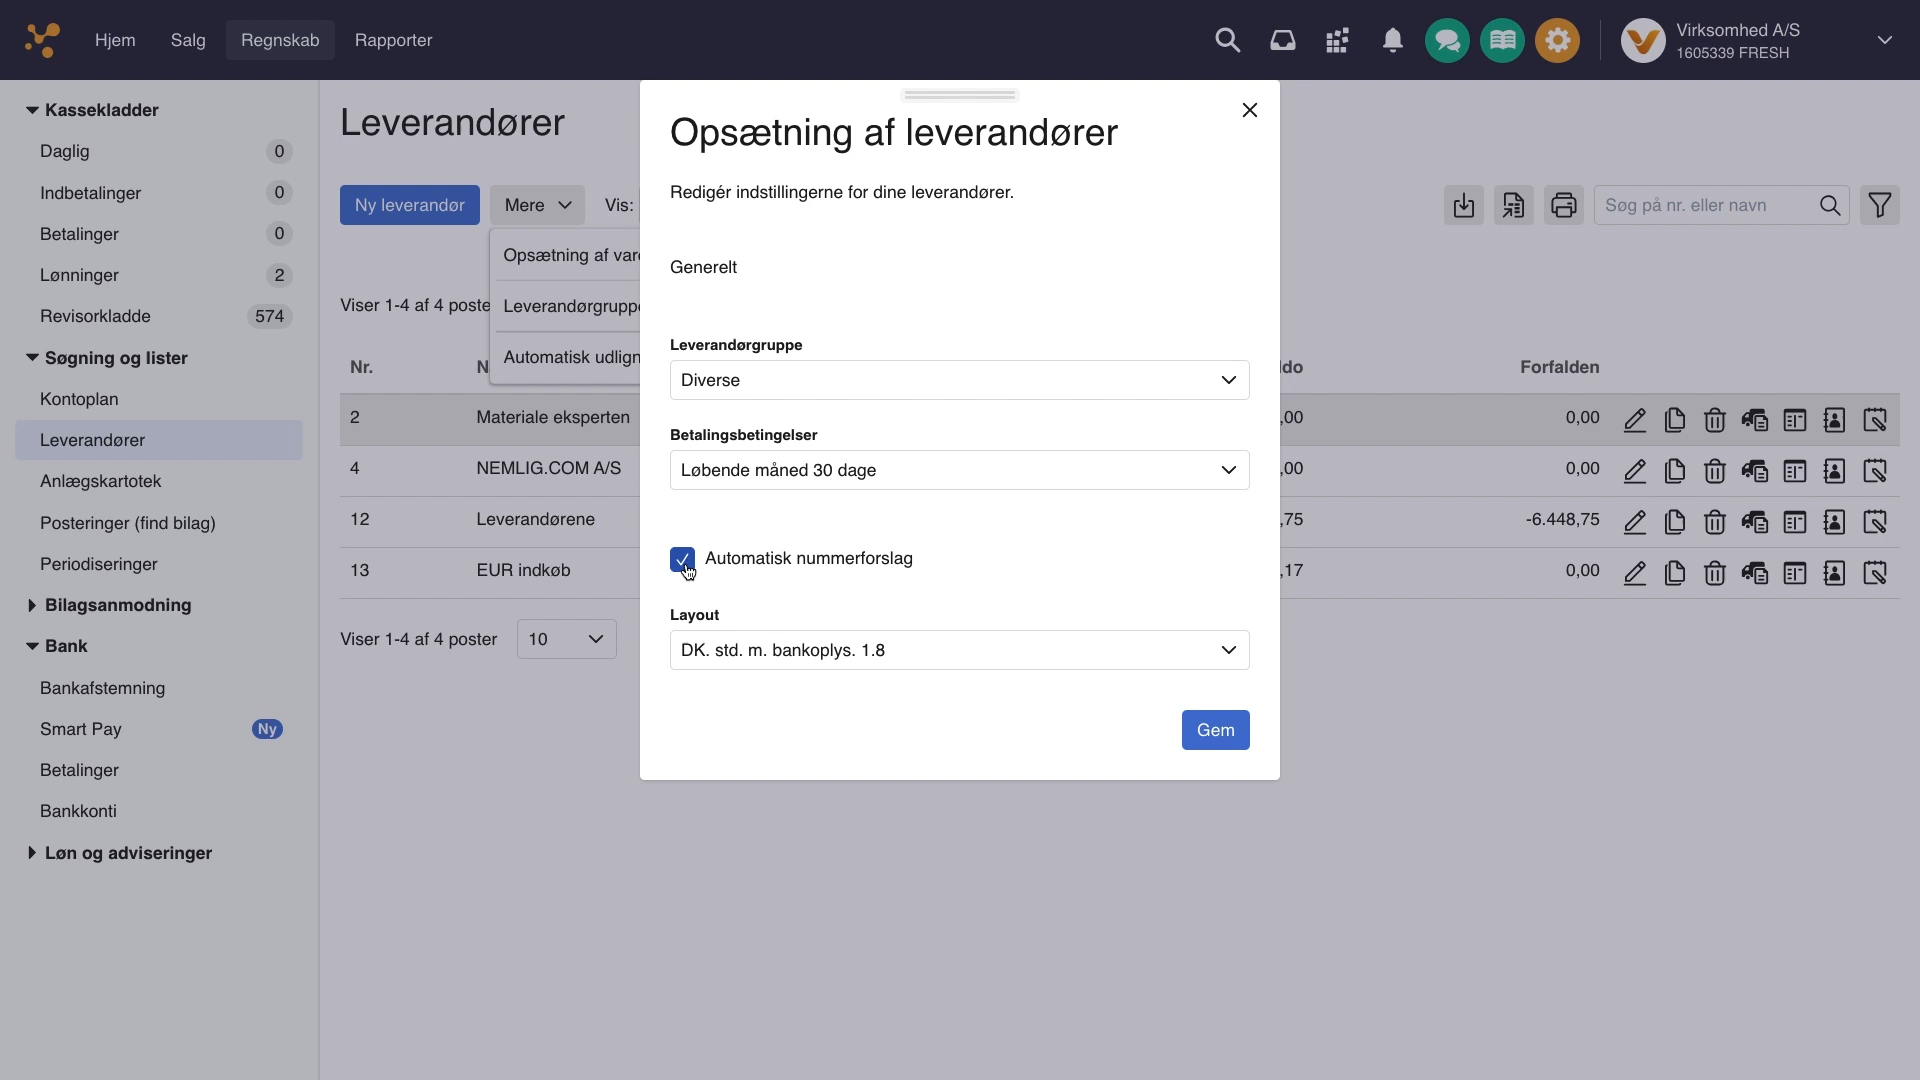 Hjem
Salg
Regnskab
Rapporter
Virksomhed A/S
1605339 FRESH
Kassekladder
Daglig 0
Indbetalinger 0
Betalinger 0
Lønninger 2
Revisorkladde 574
Søgning og lister
Kontoplan
Leverandører
Anlægskartotek
Posteringer (find bilag)
Periodiseringer
Bilagsanmodning
Bank
Bankafstemning
Smart Pay Ny
Betalinger
Bankkonti
Løn og adviseringer
Leverandører
Ny leverandør
Mere
Vis:
Søg på nr. eller navn
Opsætning af
Automatisk
Viser 1-4 af 4
Nr. Forfalden
2 Materiale eksperten ,00 0,00
4 NEMLIG.COM A/S ,00 0,00
12 Leverandørene ,75 -6.448,75
13 EUR indkøb ,17 0,00
Viser 1-4 af 4 poster 10
Opsætning af leverandører
Redigér indstillingerne for dine leverandører.
Generelt
Leverandørgruppe
Diverse
Betalingsbetingelser
Løbende måned 30 dage
Automatisk nummerforslag
Layout
DK. std. m. bankoplys. 1.8
Gem